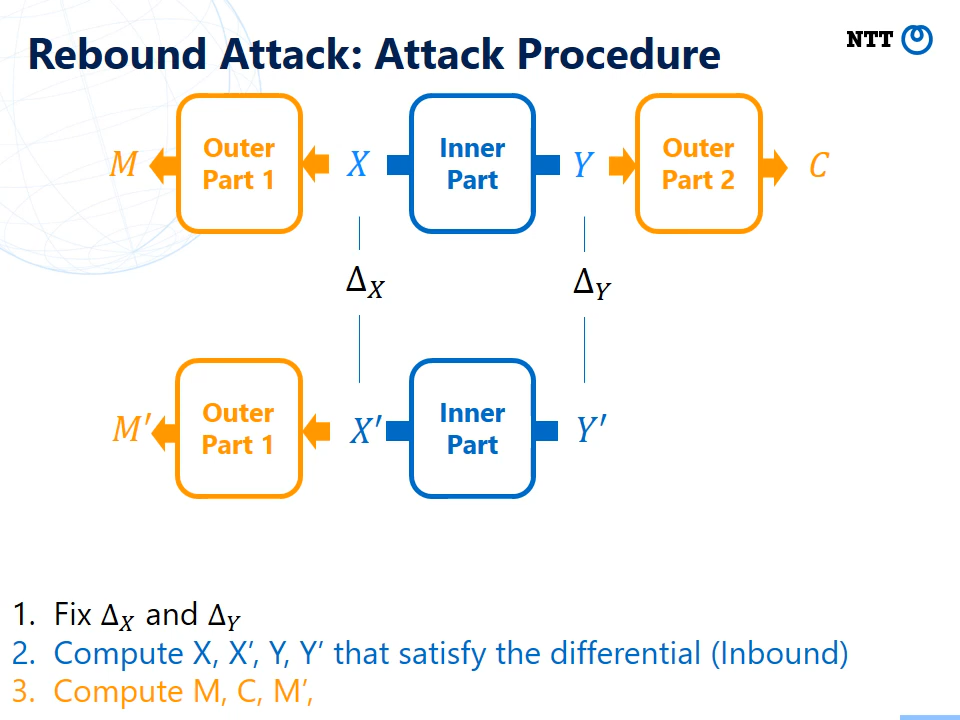 Rebound Attack: Attack Procedure
NTT
M
Outer
Part 1
X
Inner
Part
Y
Outer
Part 2
C
Δ_X
Δ_Y
M′
Outer
Part 1
X′
Inner
Part
Y′
1. Fix Δ_X and Δ_Y
2. Compute X, X’, Y, Y’ that satisfy the differential (Inbound)
3. Compute M, C, M’,